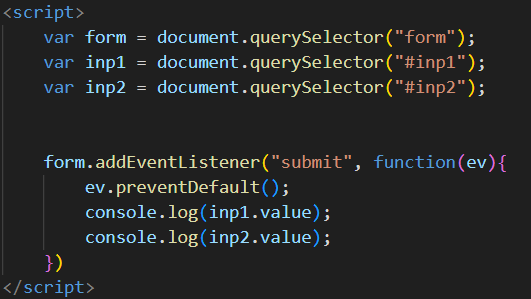 <script>
var form = document.querySelector("form");
var inp1 = document.querySelector("#inp1");
var inp2 = document.querySelector("#inp2");
form.addEventListener("submit", function(ev){
ev.preventDefault();
console.log(inp1.value);
console.log(inp2.value);
})
</script>